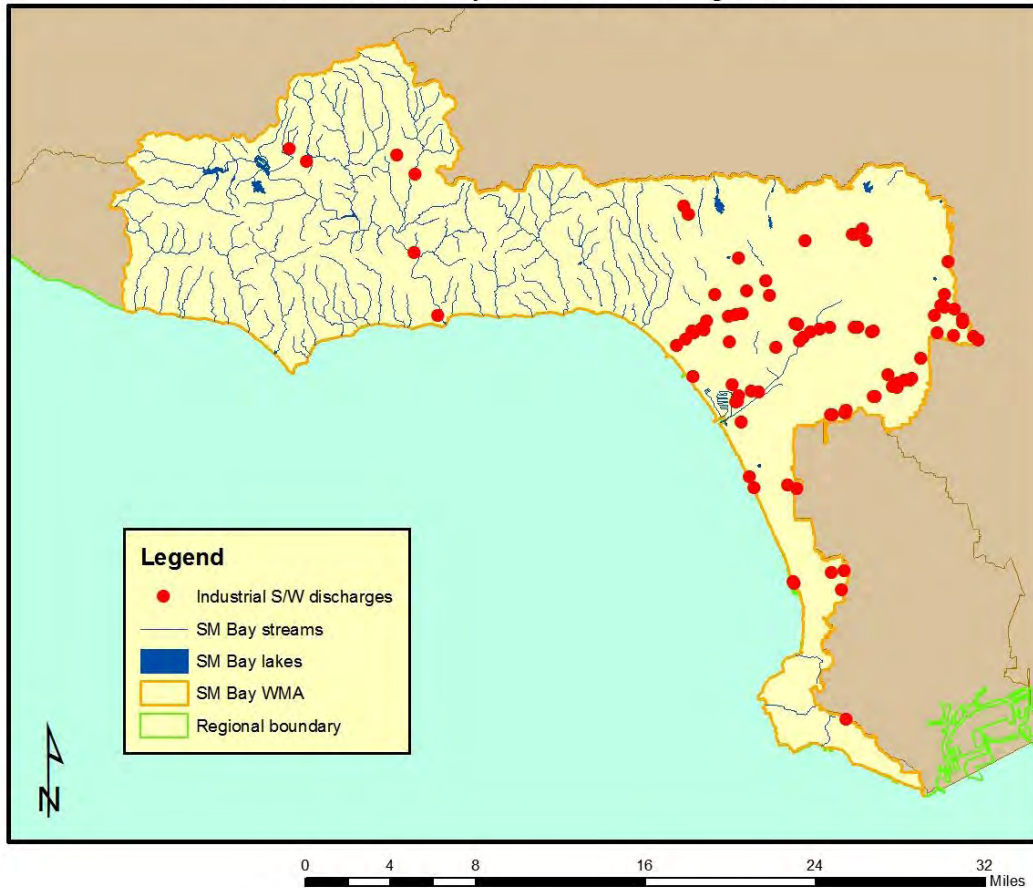 Legend
Industrial S/W discharges
SM Bay streams
SM Bay lakes
SM Bay WMA
Regional boundary
N
0 4 8 16 24 32
Miles